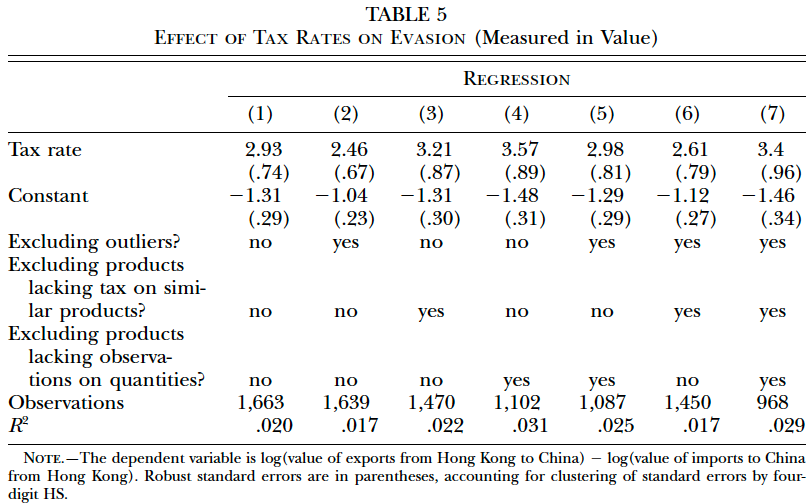 TABLE 5
EFFECT OF TAX RATES ON EVASION (Measured in Value)
REGRESSION
(1) (2) (3) (4) (5) (6) (7)
Tax rate 2.93 2.46 3.21 3.57 2.98 2.61 3.4
(.74) (.67) (.87) (.89) (.81) (.79) (.96)
Constant −1.31 −1.04 −1.31 −1.48 −1.29 −1.12 −1.46
(.29) (.23) (.30) (.31) (.29) (.27) (.34)
Excluding outliers? no yes no no yes yes yes
Excluding products
lacking tax on simi-
lar products? no no yes no no yes yes
Excluding products
lacking observa-
tions on quantities? no no no yes yes no yes
Observations 1,663 1,639 1,470 1,102 1,087 1,450 968
R² .020 .017 .022 .031 .025 .017 .029
NOTE.—The dependent variable is log(value of exports from Hong Kong to China) − log(value of imports to China
from Hong Kong). Robust standard errors are in parentheses, accounting for clustering of standard errors by four-
digit HS.